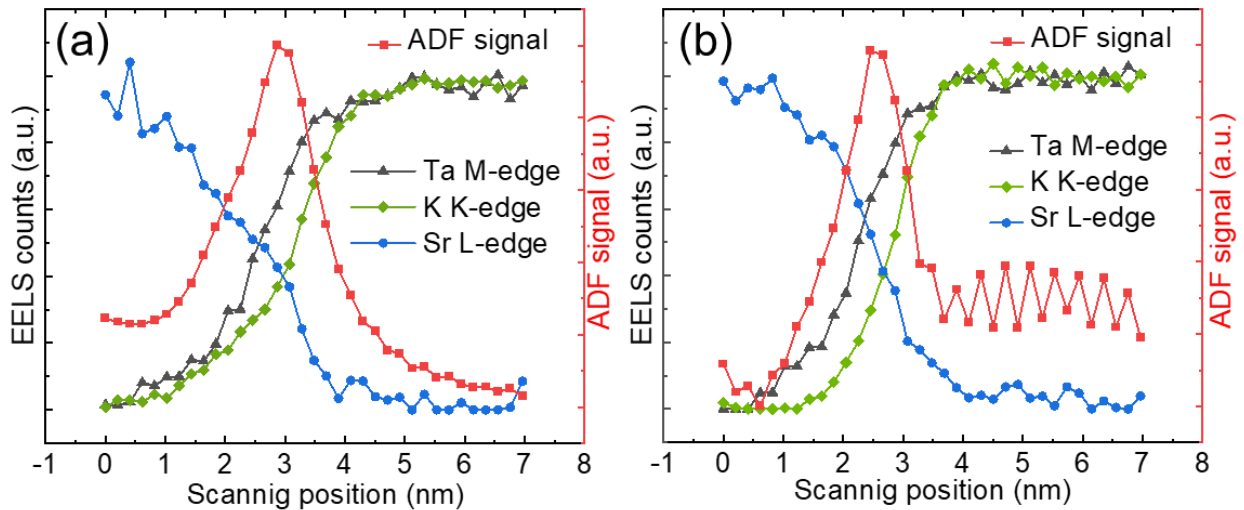 (a)
ADF signal
Ta M-edge
K K-edge
Sr L-edge
EELS counts (a.u.)
ADF signal (a.u.)
-1 0 1 2 3 4 5 6 7 8
Scannig position (nm)
(b)
ADF signal
Ta M-edge
K K-edge
Sr L-edge
EELS counts (a.u.)
ADF signal (a.u.)
-1 0 1 2 3 4 5 6 7 8
Scannig position (nm)